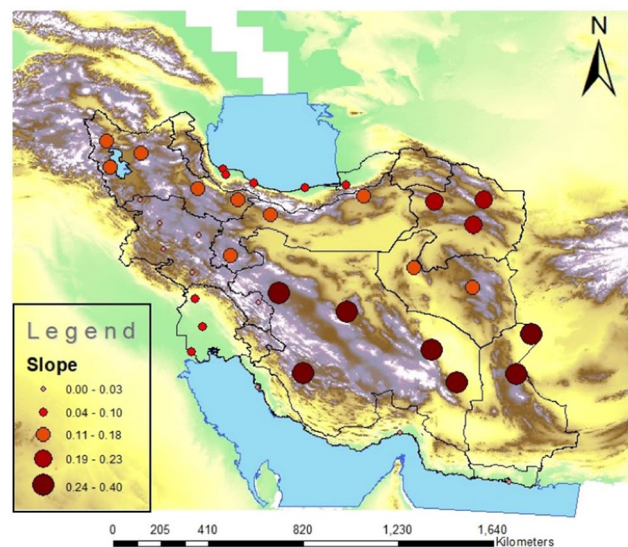 N
Legend
Slope
0.00 - 0.03
0.04 - 0.10
0.11 - 0.18
0.19 - 0.23
0.24 - 0.40
0 205 410 820 1,230 1,640
Kilometers